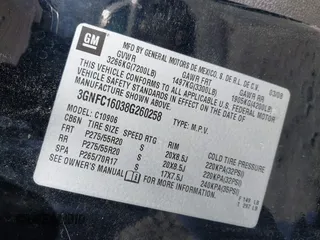 GM
MFD BY GENERAL MOTORS DE MEXICO, S. DE R.L. DE C.V.
03/08
GVWR GAWR FRT GAWR RR
3266KG(7200LB) 1497KG(3300LB) 1905KG(4200LB)
THIS VEHICLE CONFORMS TO ALL APPLICABLE U.S. FEDERAL MOTOR
VEHICLE SAFETY STANDARDS IN EFFECT ON THE DATE OF
MANUFACTURE SHOWN ABOVE.
3GNFC16038G260258 TYPE: M.P.V.
MODEL: C10906
TIRE SIZE SPEED RTG RIM COLD TIRE PRESSURE
FRT P275/55R20 S 20X8.5J 220KPA(32PSI)
RR P275/55R20 S 20X8.5J 220KPA(32PSI)
SPA P265/70R17 S 17X7.5J 240KPA(35PSI)
SEE OWNER'S MANUAL